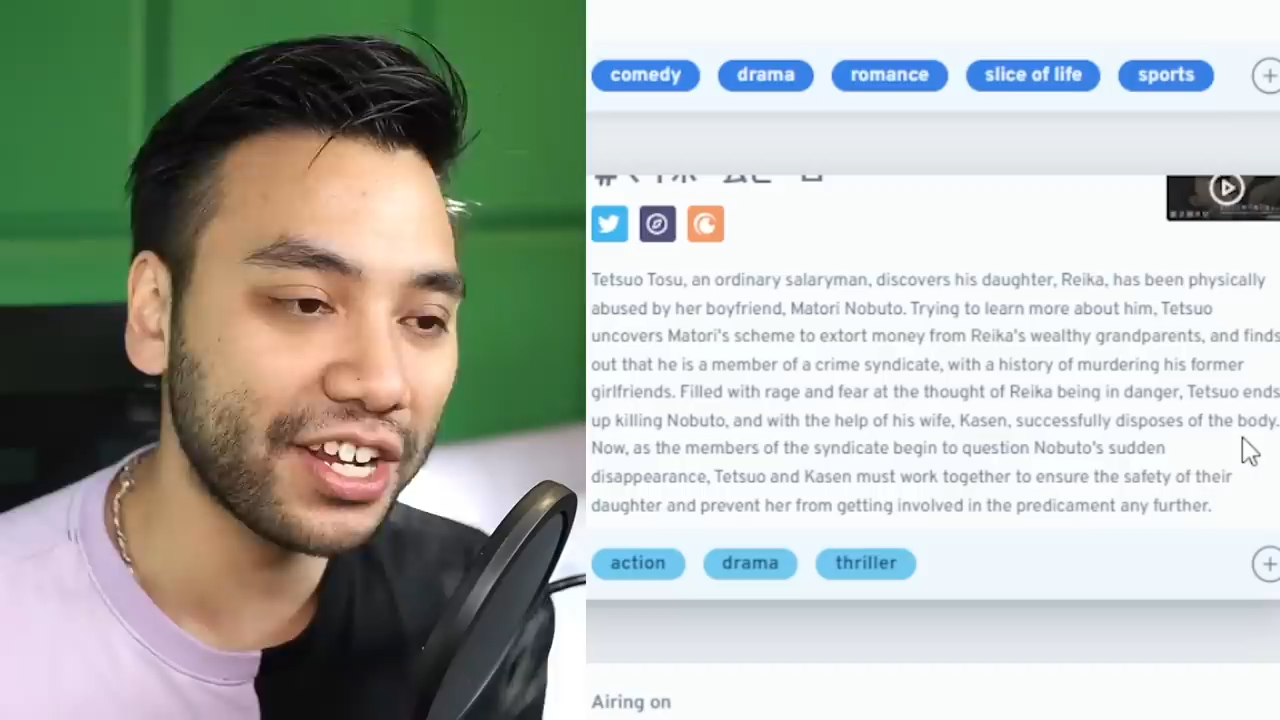 comedy drama romance slice of life sports
Tetsuo Tosu, an ordinary salaryman, discovers his daughter, Reika, has been physically
abused by her boyfriend, Matori Nobuto. Trying to learn more about him, Tetsuo
uncovers Matori's scheme to extort money from Reika's wealthy grandparents, and finds
out that he is a member of a crime syndicate, with a history of murdering his former
girlfriends. Filled with rage and fear at the thought of Reika being in danger, Tetsuo ends
up killing Nobuto, and with the help of his wife, Kasen, successfully disposes of the body.
Now, as the members of the syndicate begin to question Nobuto's sudden
disappearance, Tetsuo and Kasen must work together to ensure the safety of their
daughter and prevent her from getting involved in the predicament any further.
action drama thriller
Airing on